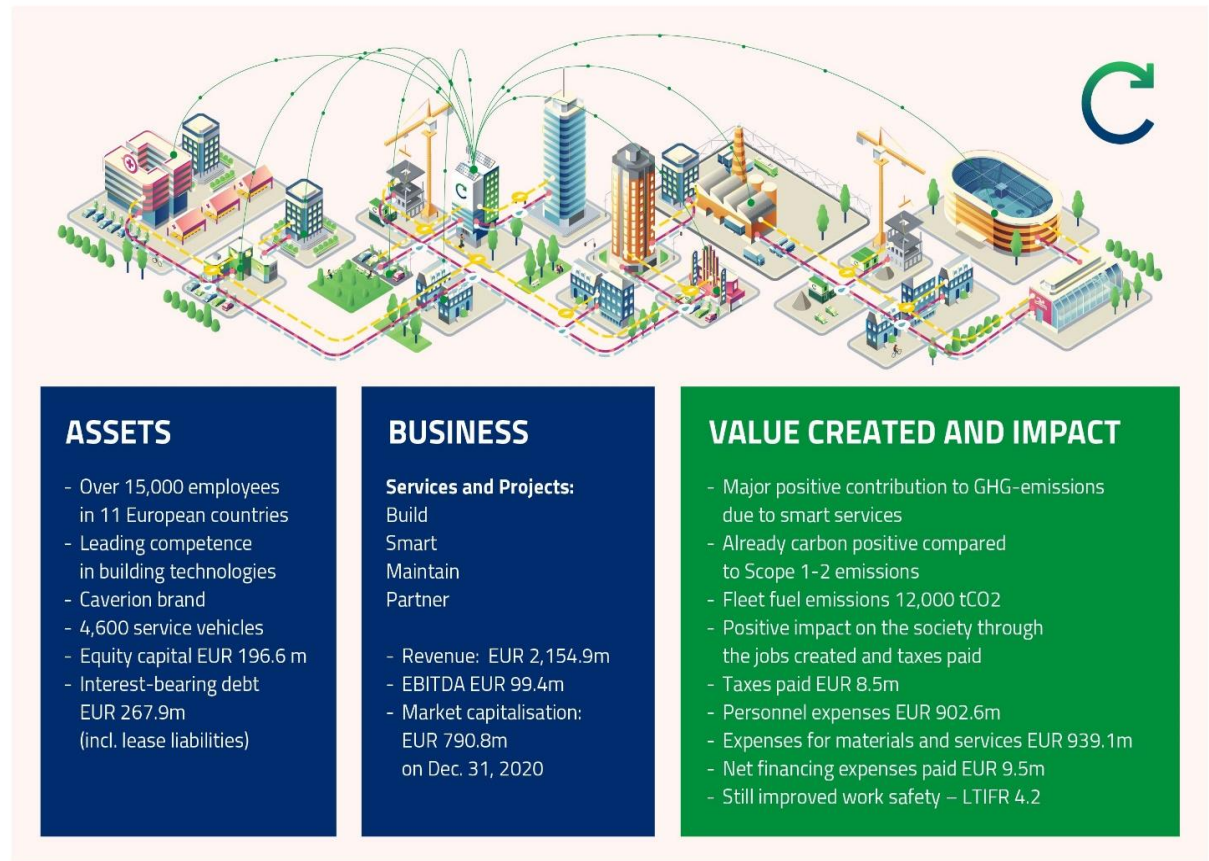 C
ASSETS
- Over 15,000 employees
in 11 European countries
- Leading competence
in building technologies
- Caverion brand
- 4,600 service vehicles
- Equity capital EUR 196.6 m
- Interest-bearing debt
EUR 267.9m
(incl. lease liabilities)
BUSINESS
Services and Projects:
Build
Smart
Maintain
Partner
- Revenue: EUR 2,154.9m
- EBITDA EUR 99.4m
- Market capitalisation:
EUR 790.8m
on Dec. 31, 2020
VALUE CREATED AND IMPACT
- Major positive contribution to GHG-emissions
due to smart services
- Already carbon positive compared
to Scope 1-2 emissions
- Fleet fuel emissions 12,000 tCO2
- Positive impact on the society through
the jobs created and taxes paid
- Taxes paid EUR 8.5m
- Personnel expenses EUR 902.6m
- Expenses for materials and services EUR 939.1m
- Net financing expenses paid EUR 9.5m
- Still improved work safety – LTIFR 4.2